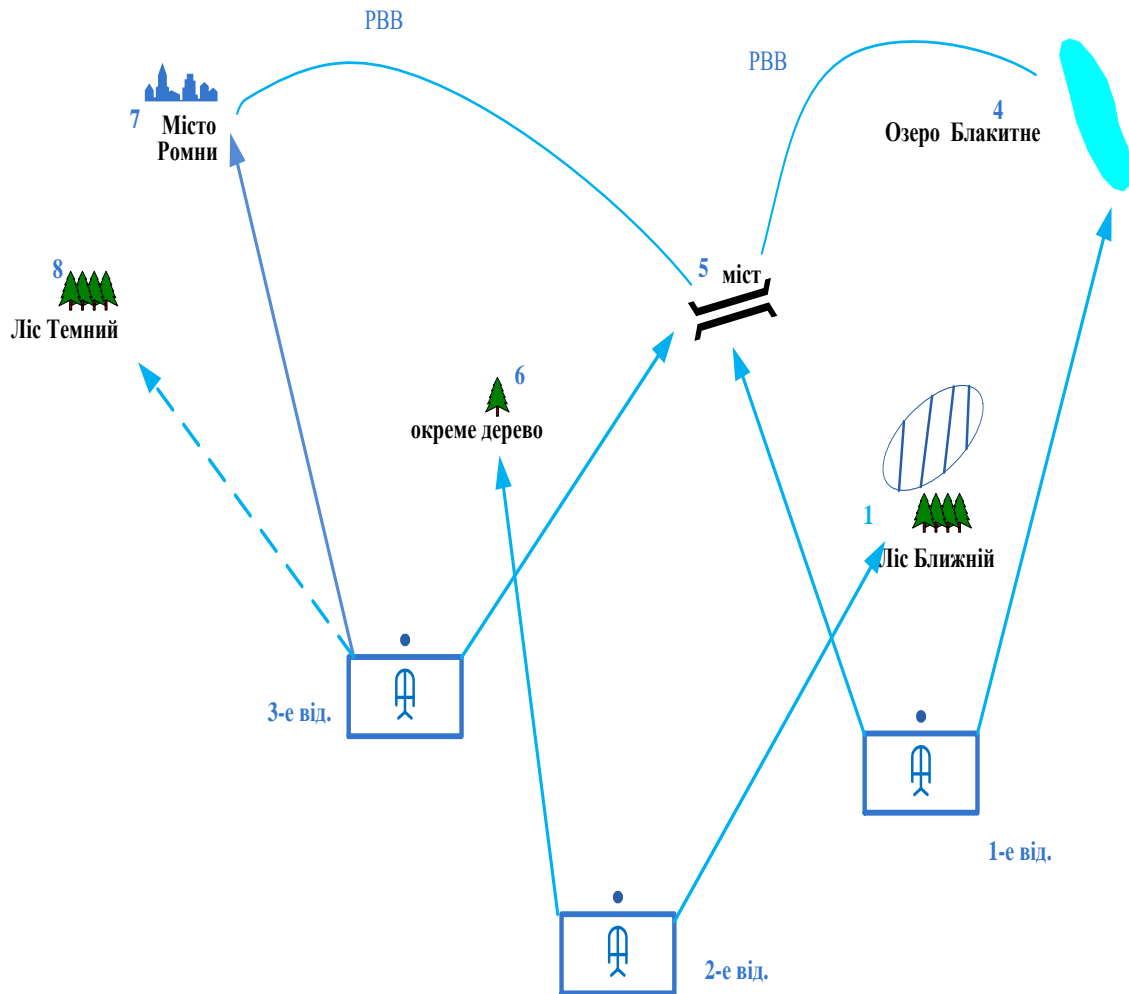 РВВ
РВВ
7
Місто
Ромни
4
Озеро Блакитне
8
Ліс Темний
5
міст
6
окреме дерево
1
Ліс Ближній
3-е від.
1-е від.
2-е від.